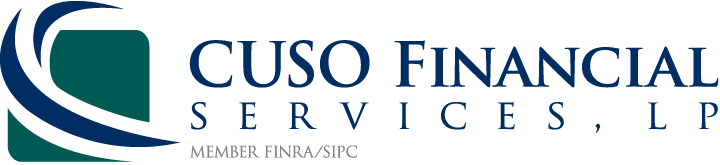 CUSO FINANCIAL
SERVICES, LP
MEMBER FINRA/SIPC